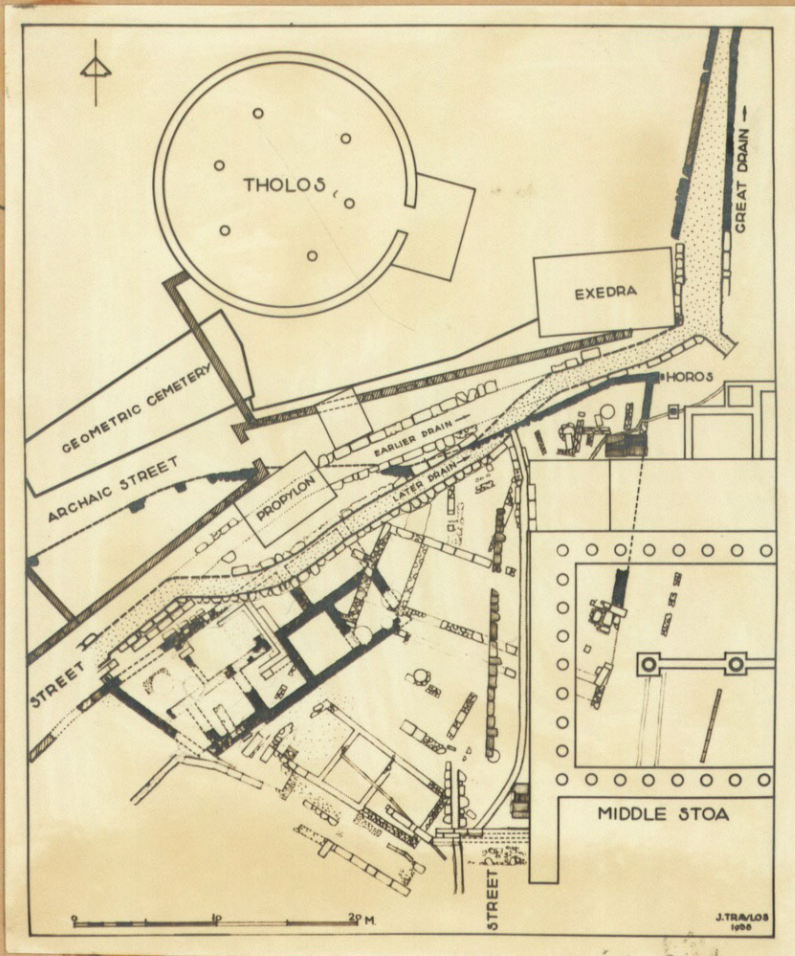 THOLOS
GREAT DRAIN →
EXEDRA
HOROS
GEOMETRIC CEMETERY
EARLIER DRAIN →
ARCHAIC STREET
LATER DRAIN →
PROPYLON
STREET
MIDDLE STOA
STREET
0 10 20 M.
J. TRAVLOS